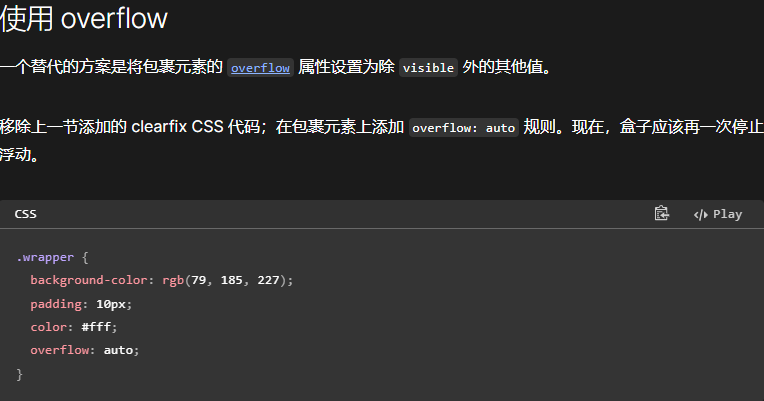 使用 overflow
一个替代的方案是将包裹元素的 overflow 属性设置为除 visible 外的其他值。
移除上一节添加的 clearfix CSS 代码；在包裹元素上添加 overflow: auto 规则。现在，盒子应该再一次停止
浮动。
CSS
Play
.wrapper {
  background-color: rgb(79, 185, 227);
  padding: 10px;
  color: #fff;
  overflow: auto;
}